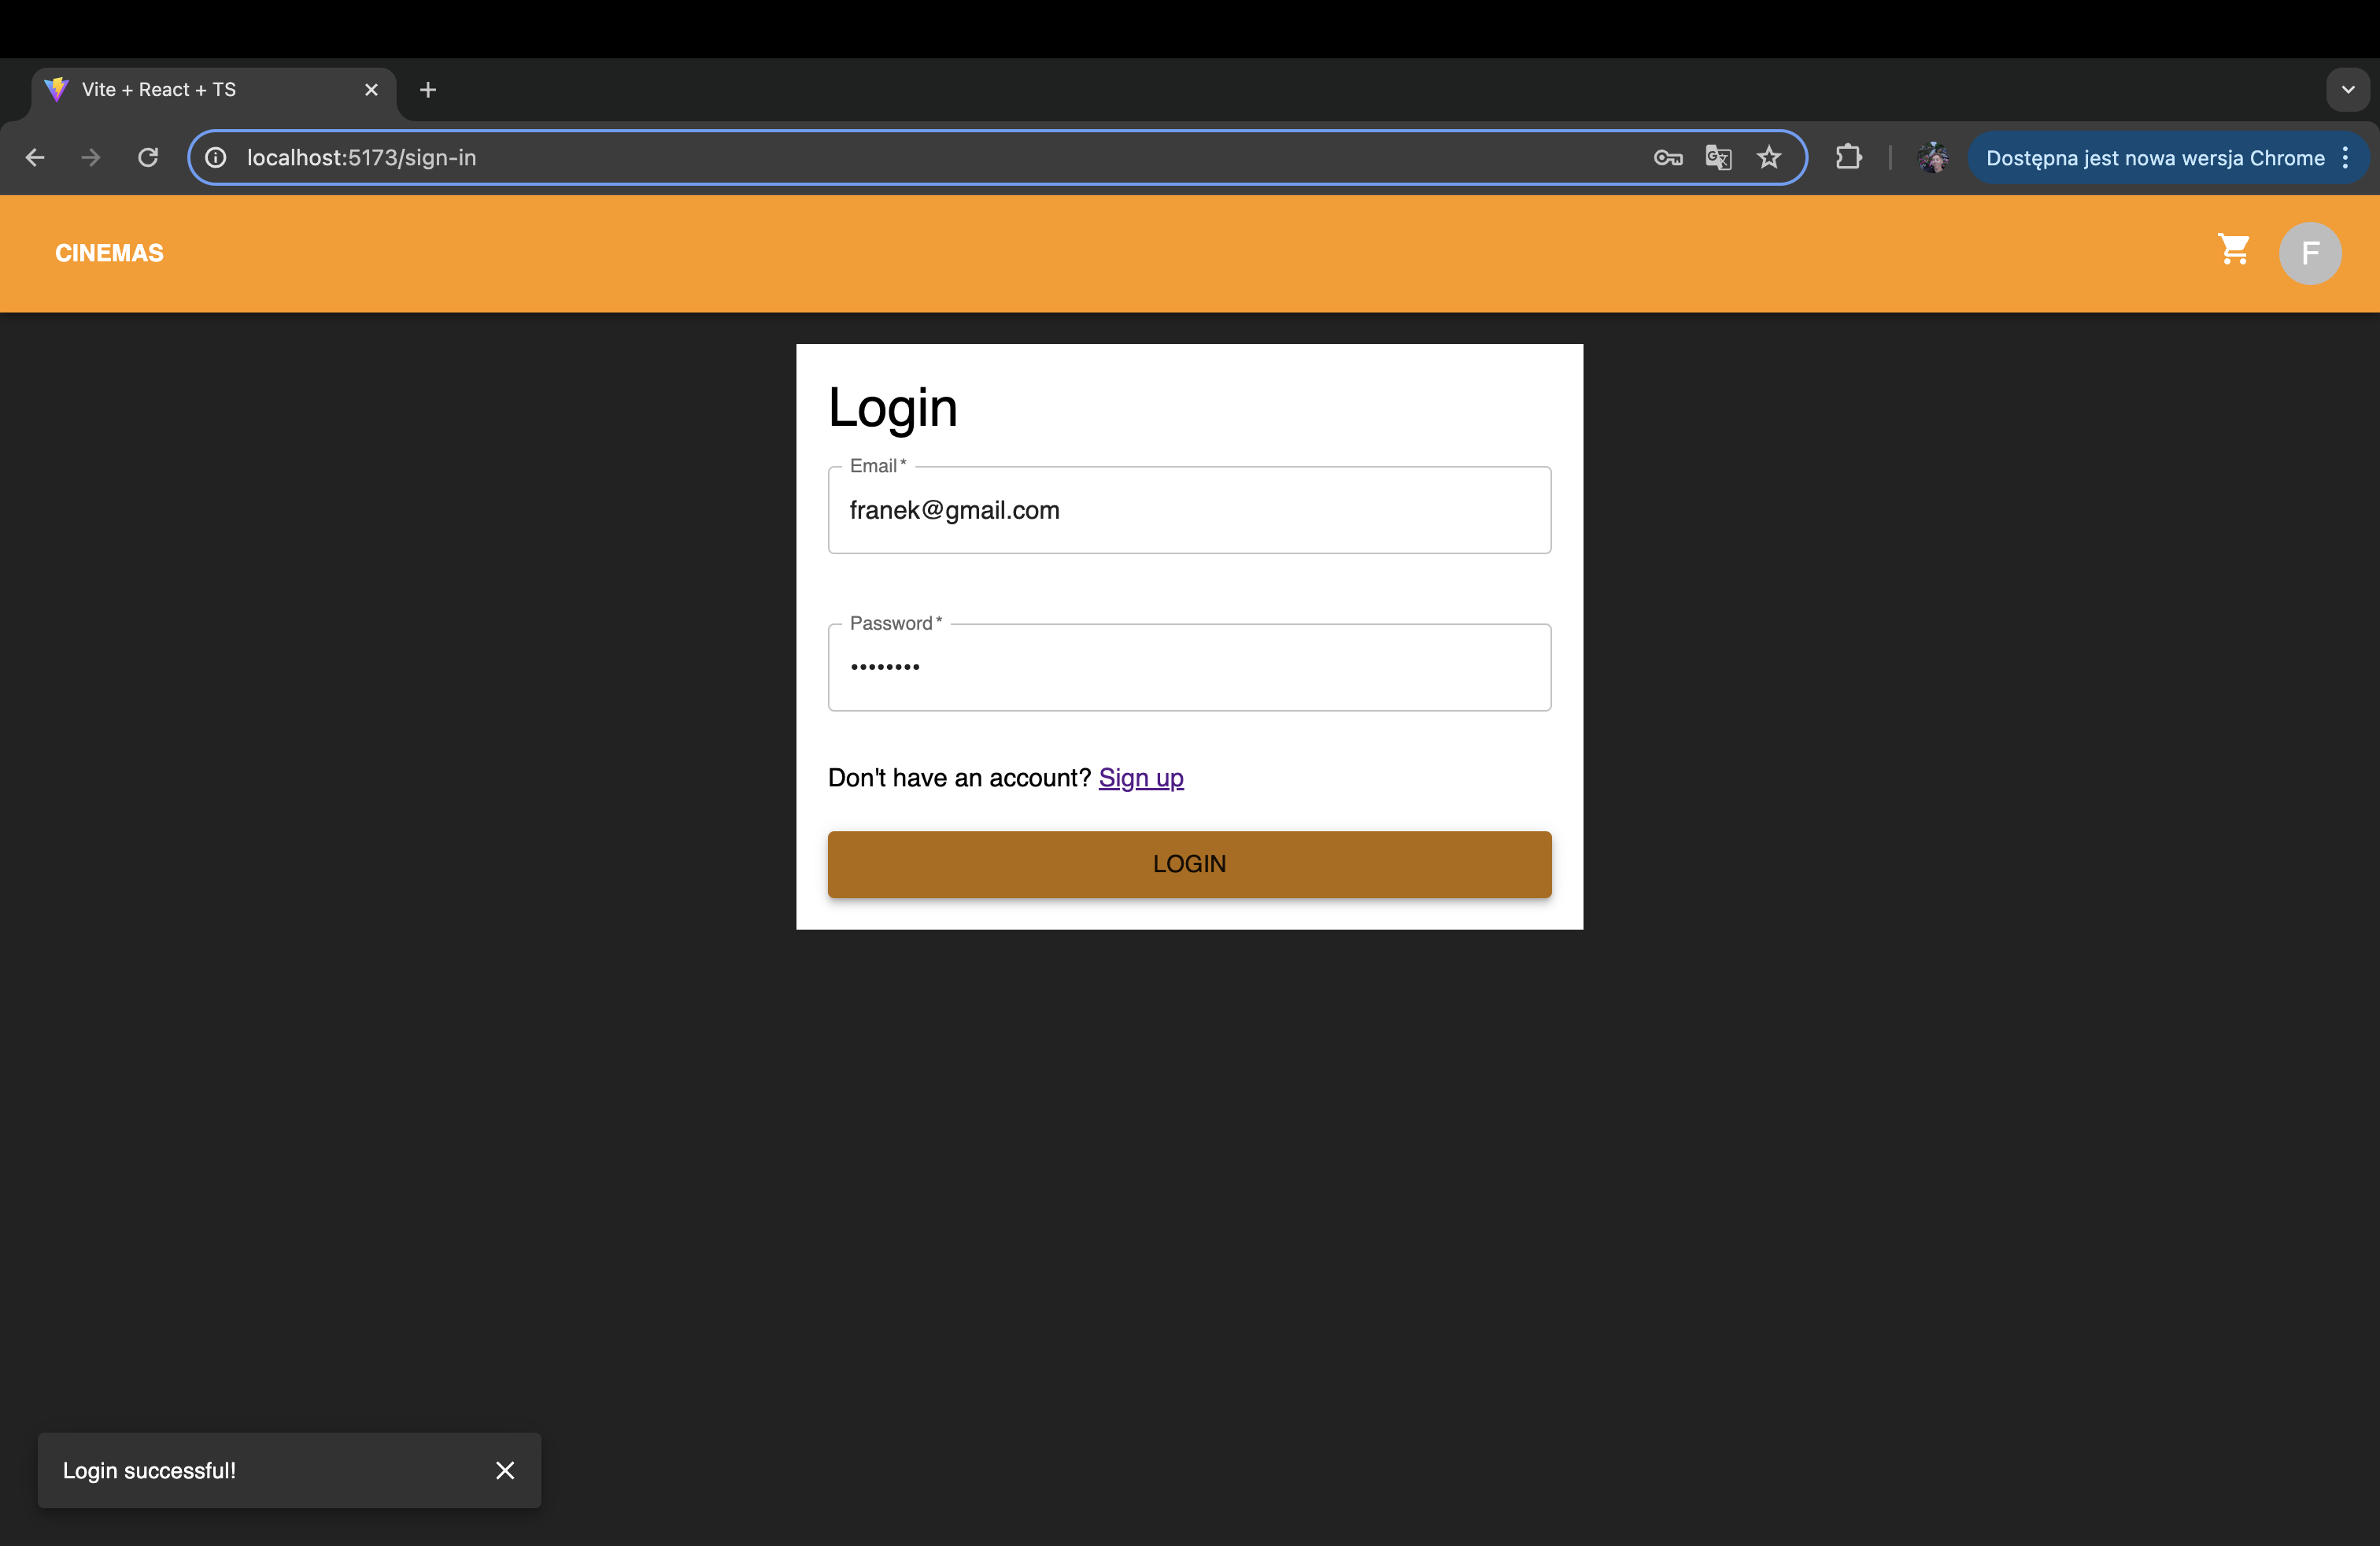 Vite + React + TS
localhost:5173/sign-in
Dostępna jest nowa wersja Chrome
CINEMAS
F
Login
Email *
franek@gmail.com
Password *
••••••••
Don't have an account? Sign up
LOGIN
Login successful!